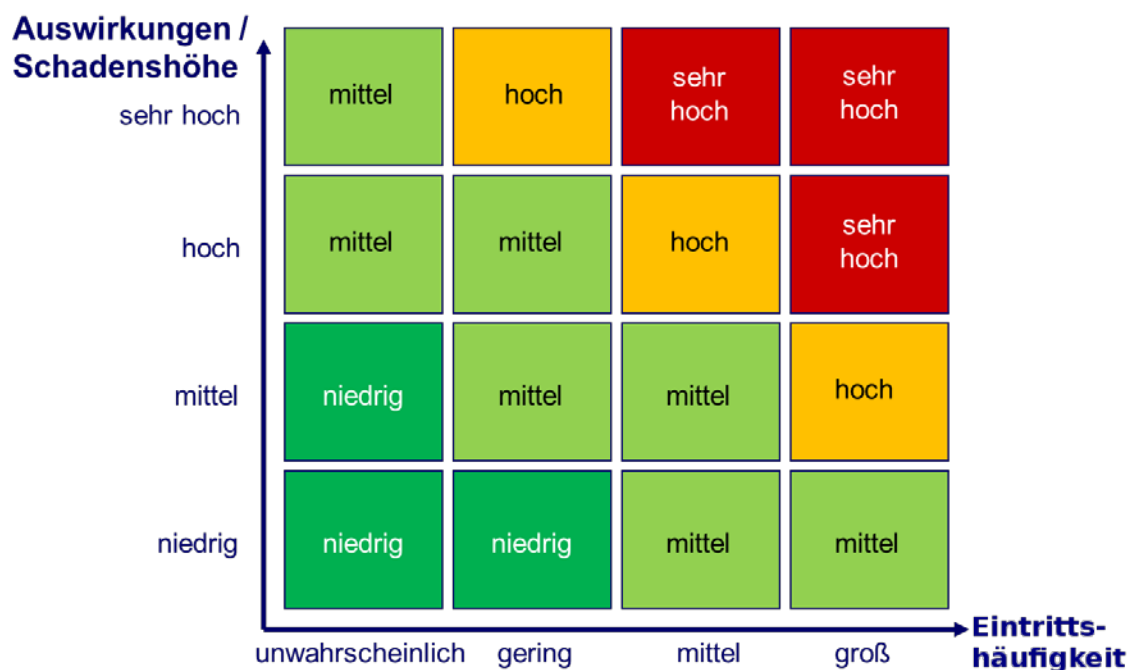 Auswirkungen /
Schadenshöhe
sehr hoch
mittel
hoch
sehr
hoch
sehr
hoch
hoch
mittel
mittel
hoch
sehr
hoch
mittel
niedrig
mittel
mittel
hoch
niedrig
niedrig
niedrig
mittel
mittel
unwahrscheinlich
gering
mittel
groß
Eintritts-
häufigkeit